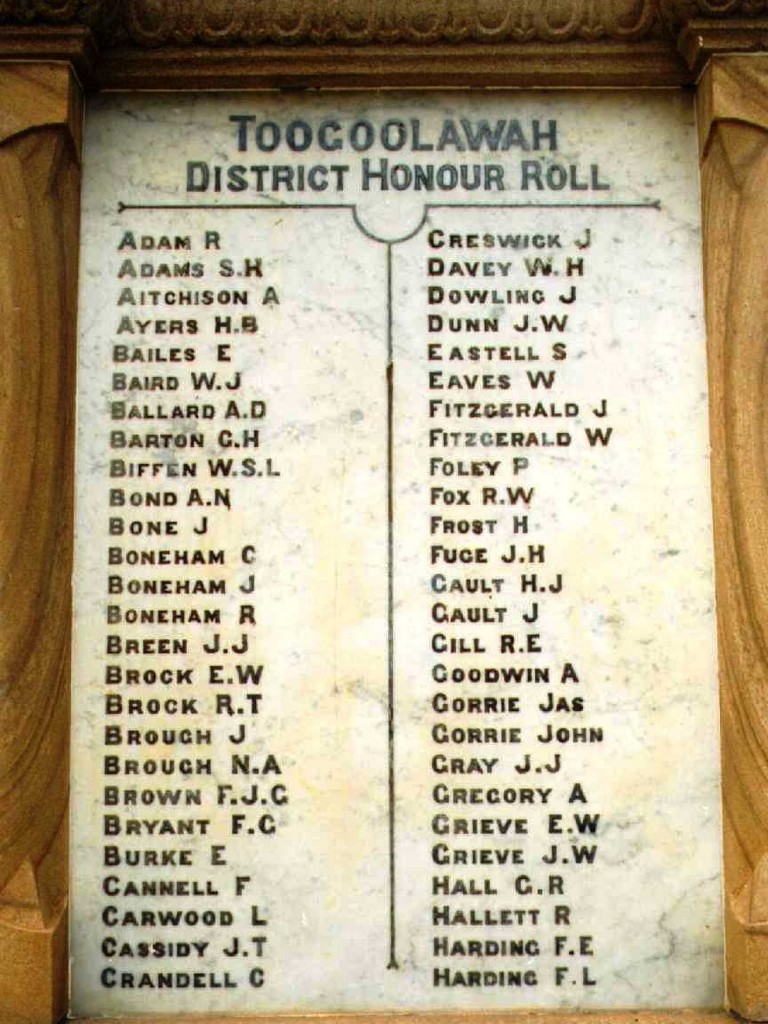 TOOGOOLAWAH
DISTRICT HONOUR ROLL
ADAM R
ADAMS S.H
AITCHISON A
AYERS H.B
BAILES E
BAIRD W.J
BALLARD A.D
BARTON G.H
BIFFEN W.S.L
BOND A.N
BONE J
BONEHAM C
BONEHAM J
BONEHAM R
BREEN J.J
BROCK E.W
BROCK R.T
BROUGH J
BROUGH N.A
BROWN F.J.G
BRYANT F.G
BURKE E
CANNELL F
CARWOOD L
CASSIDY J.T
CRANDELL C
CRESWICK J
DAVEY W.H
DOWLING J
DUNN J.W
EASTELL S
EAVES W
FITZGERALD J
FITZGERALD W
FOLEY P
FOX R.W
FROST H
FUGE J.H
GAULT H.J
GAULT J
GILL R.E
GOODWIN A
GORRIE JAS
GORRIE JOHN
GRAY J.J
GREGORY A
GRIEVE E.W
GRIEVE J.W
HALL G.R
HALLETT R
HARDING F.E
HARDING F.L